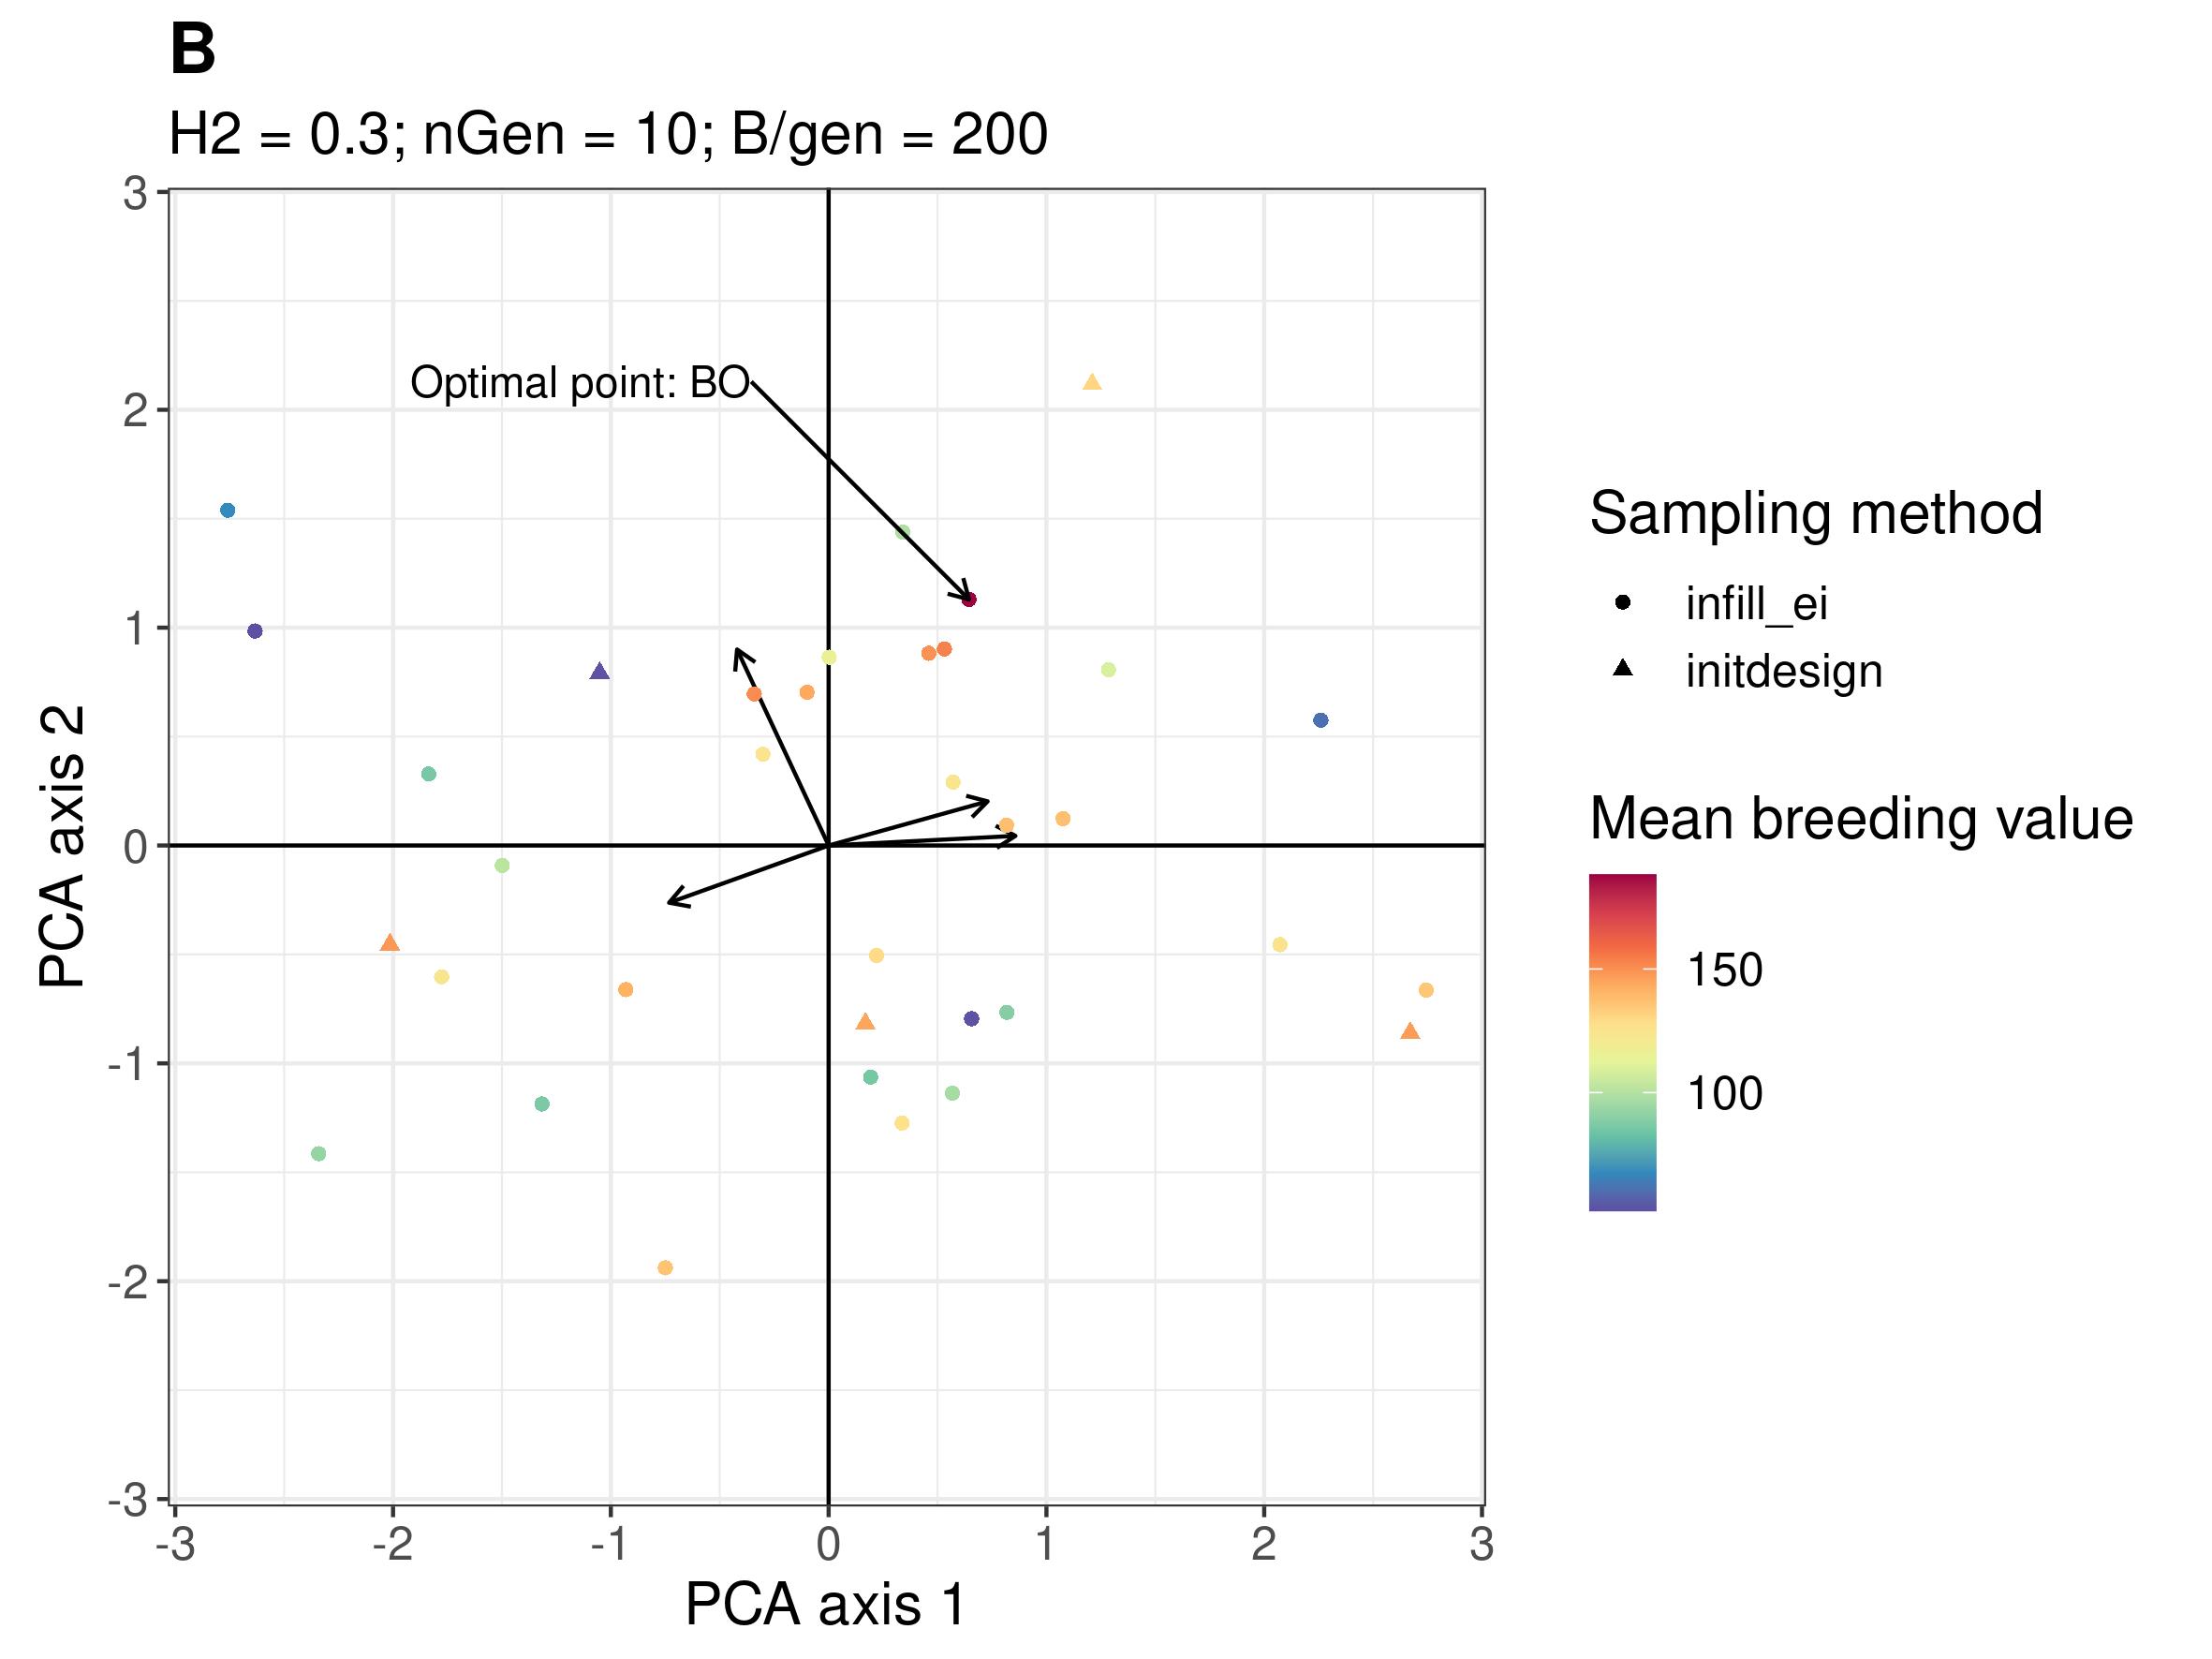 B
H2 = 0.3; nGen = 10; B/gen = 200
3
2
1
0
-1
-2
-3
PCA axis 2
Optimal point: BO
-3 -2 -1 0 1 2 3
PCA axis 1
Sampling method
infill_ei
initdesign
Mean breeding value
150
100